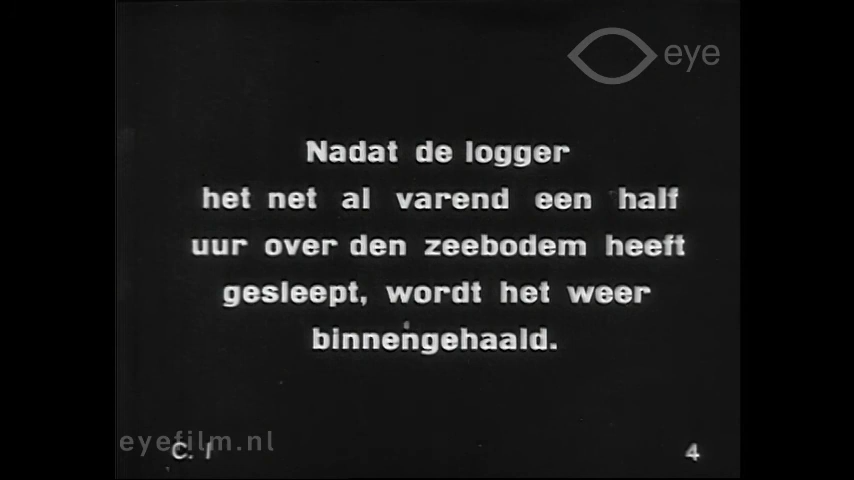 eye
Nadat de logger
het net al varend een half
uur over den zeebodem heeft
gesleept, wordt het weer
binnengehaald.
eyefilm.nl
C. 1
4